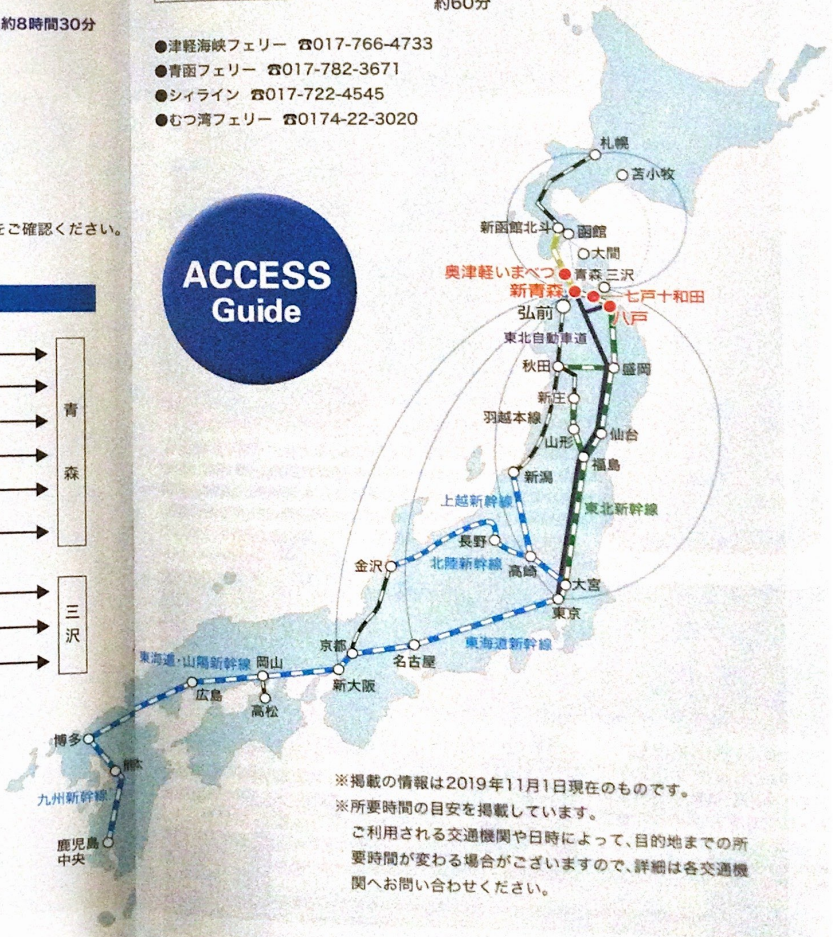 約8時間30分
約60分
●津軽海峡フェリー ☎017-766-4733
●青函フェリー ☎017-782-3671
●シィライン ☎017-722-4545
●むつ湾フェリー ☎0174-22-3020
をご確認ください。
ACCESS
Guide
青森
三沢
札幌
苫小牧
新函館北斗
函館
大間
奥津軽いまべつ
青森
三沢
新青森
七戸十和田
弘前
八戸
東北自動車道
秋田
盛岡
新庄
羽越本線
山形
仙台
福島
新潟
上越新幹線
東北新幹線
長野
北陸新幹線
高崎
金沢
大宮
東京
京都
東海道新幹線
名古屋
東海道・山陽新幹線
岡山
新大阪
広島
高松
博多
熊本
九州新幹線
鹿児島
中央
※掲載の情報は2019年11月1日現在のものです。
※所要時間の目安を掲載しています。
ご利用される交通機関や日時によって、目的地までの所
要時間が変わる場合がございますので、詳細は各交通機
関へお問い合わせください。